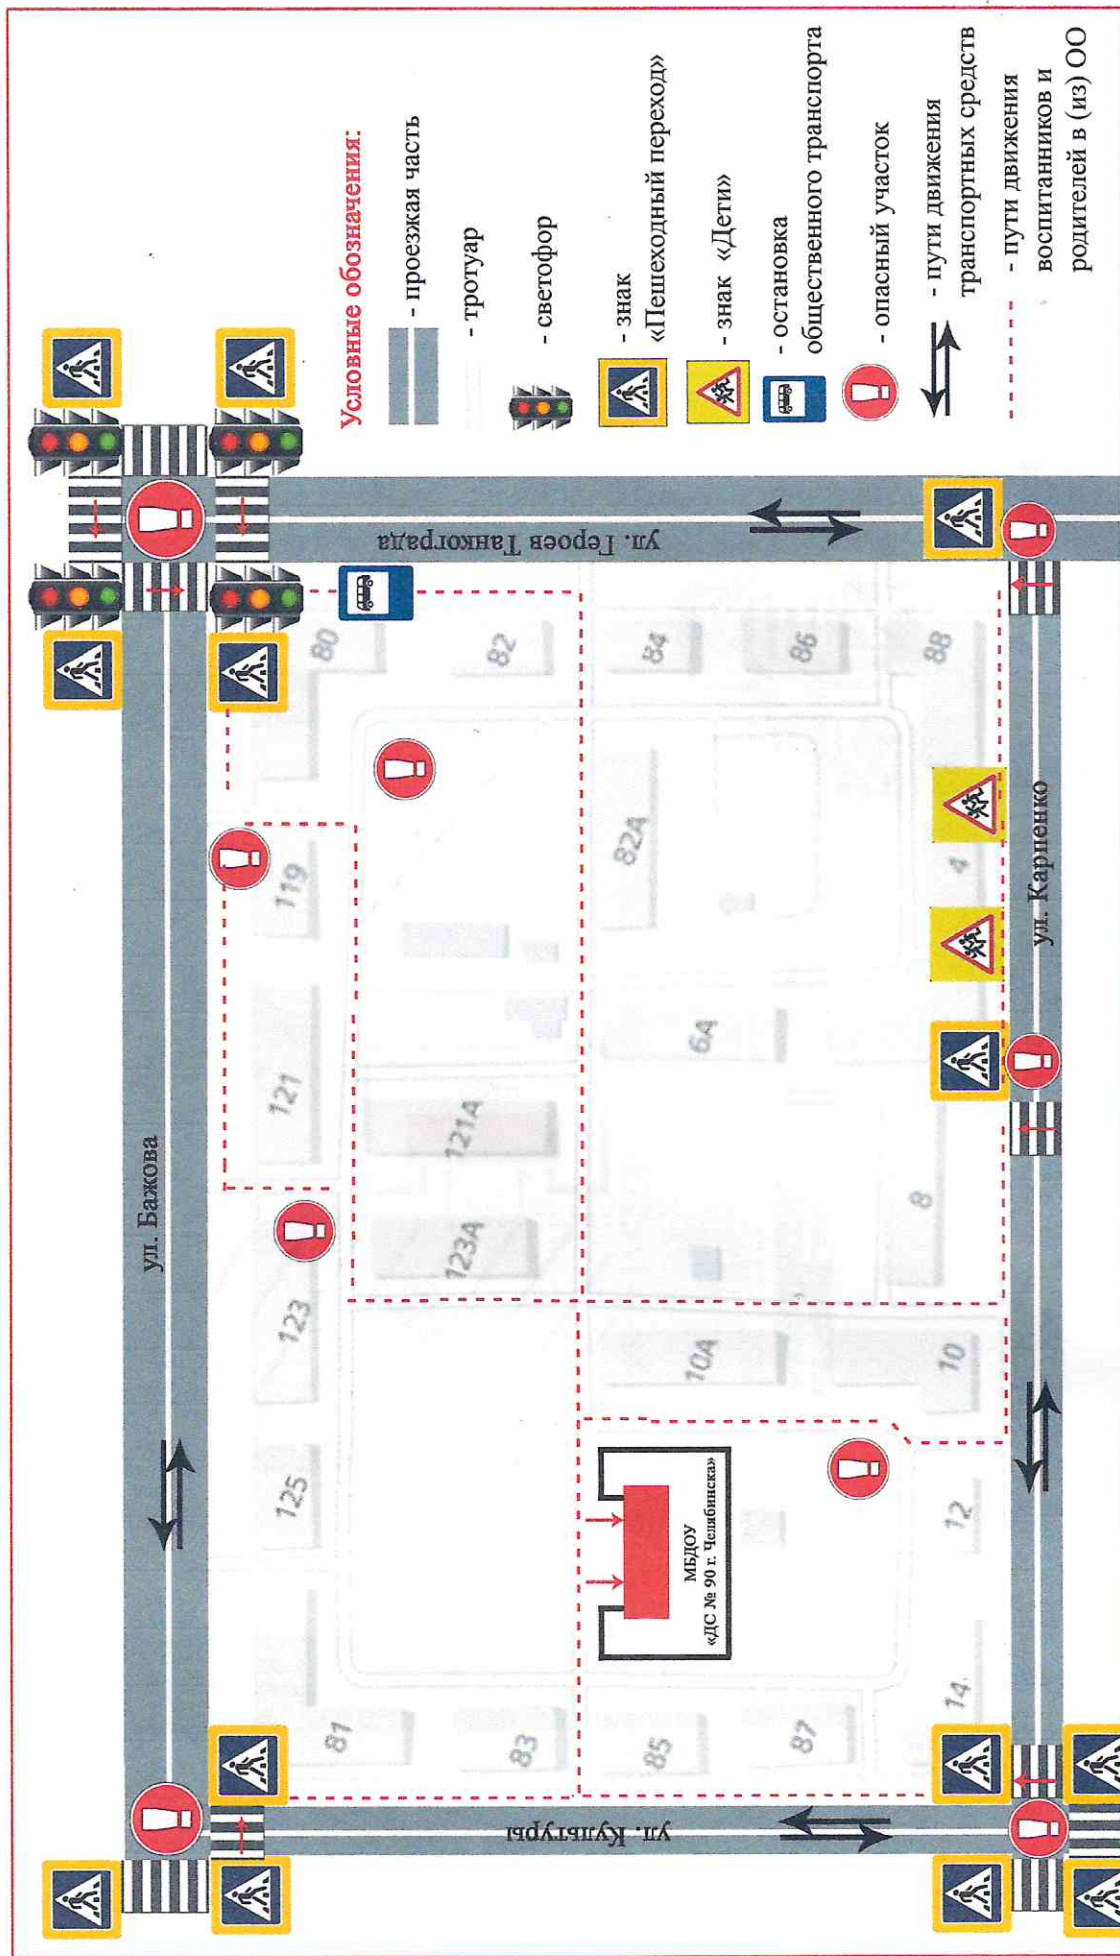 ул. Бажова
ул. Культуры
ул. Героев Танкограда
ул. Карпенко
81
125
123
121
119
80
83
123А
121А
82
85
10А
6А
82А
84
87
86
14
12
10
8
4
88
МБДОУ
«ДС № 90 г. Челябинска»
Условные обозначения:
- проезжая часть
- тротуар
- светофор
- знак
«Пешеходный переход»
- знак «Дети»
- остановка
общественного транспорта
- опасный участок
- пути движения
транспортных средств
- пути движения
воспитанников и
родителей в (из) ОО